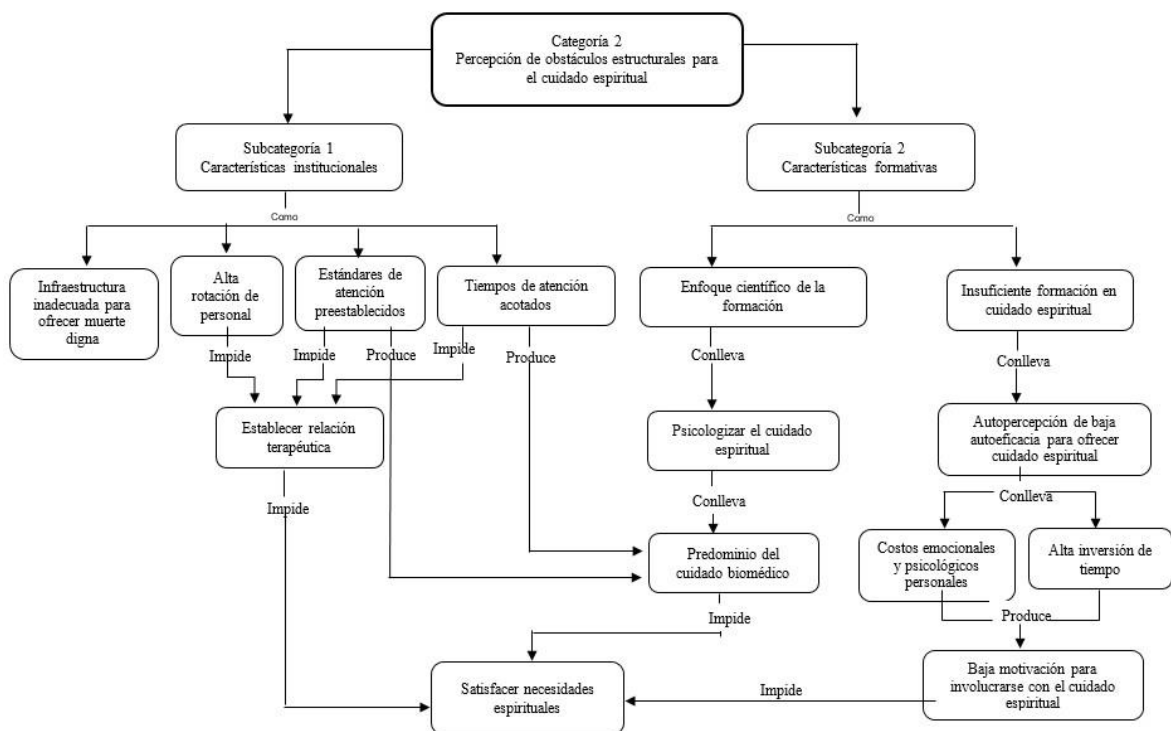 Categoría 2
Percepción de obstáculos estructurales para
el cuidado espiritual
Subcategoría 1
Características institucionales
Subcategoría 2
Características formativas
Como
Como
Infraestructura
inadecuada para
ofrecer muerte
digna
Alta
rotación de
personal
Estándares de
atención
preestablecidos
Tiempos de atención
acotados
Enfoque científico de la
formación
Insuficiente formación en
cuidado espiritual
Impide
Impide
Produce
Impide
Produce
Conlleva
Conlleva
Establecer relación
terapéutica
Psicologizar el cuidado
espiritual
Autopercepción de baja
autoeficacia para ofrecer
cuidado espiritual
Impide
Conlleva
Conlleva
Predominio del
cuidado biomédico
Costos emocionales
y psicológicos
personales
Alta inversión de
tiempo
Impide
Produce
Satisfacer necesidades
espirituales
Impide
Baja motivación para
involucrarse con el cuidado
espiritual